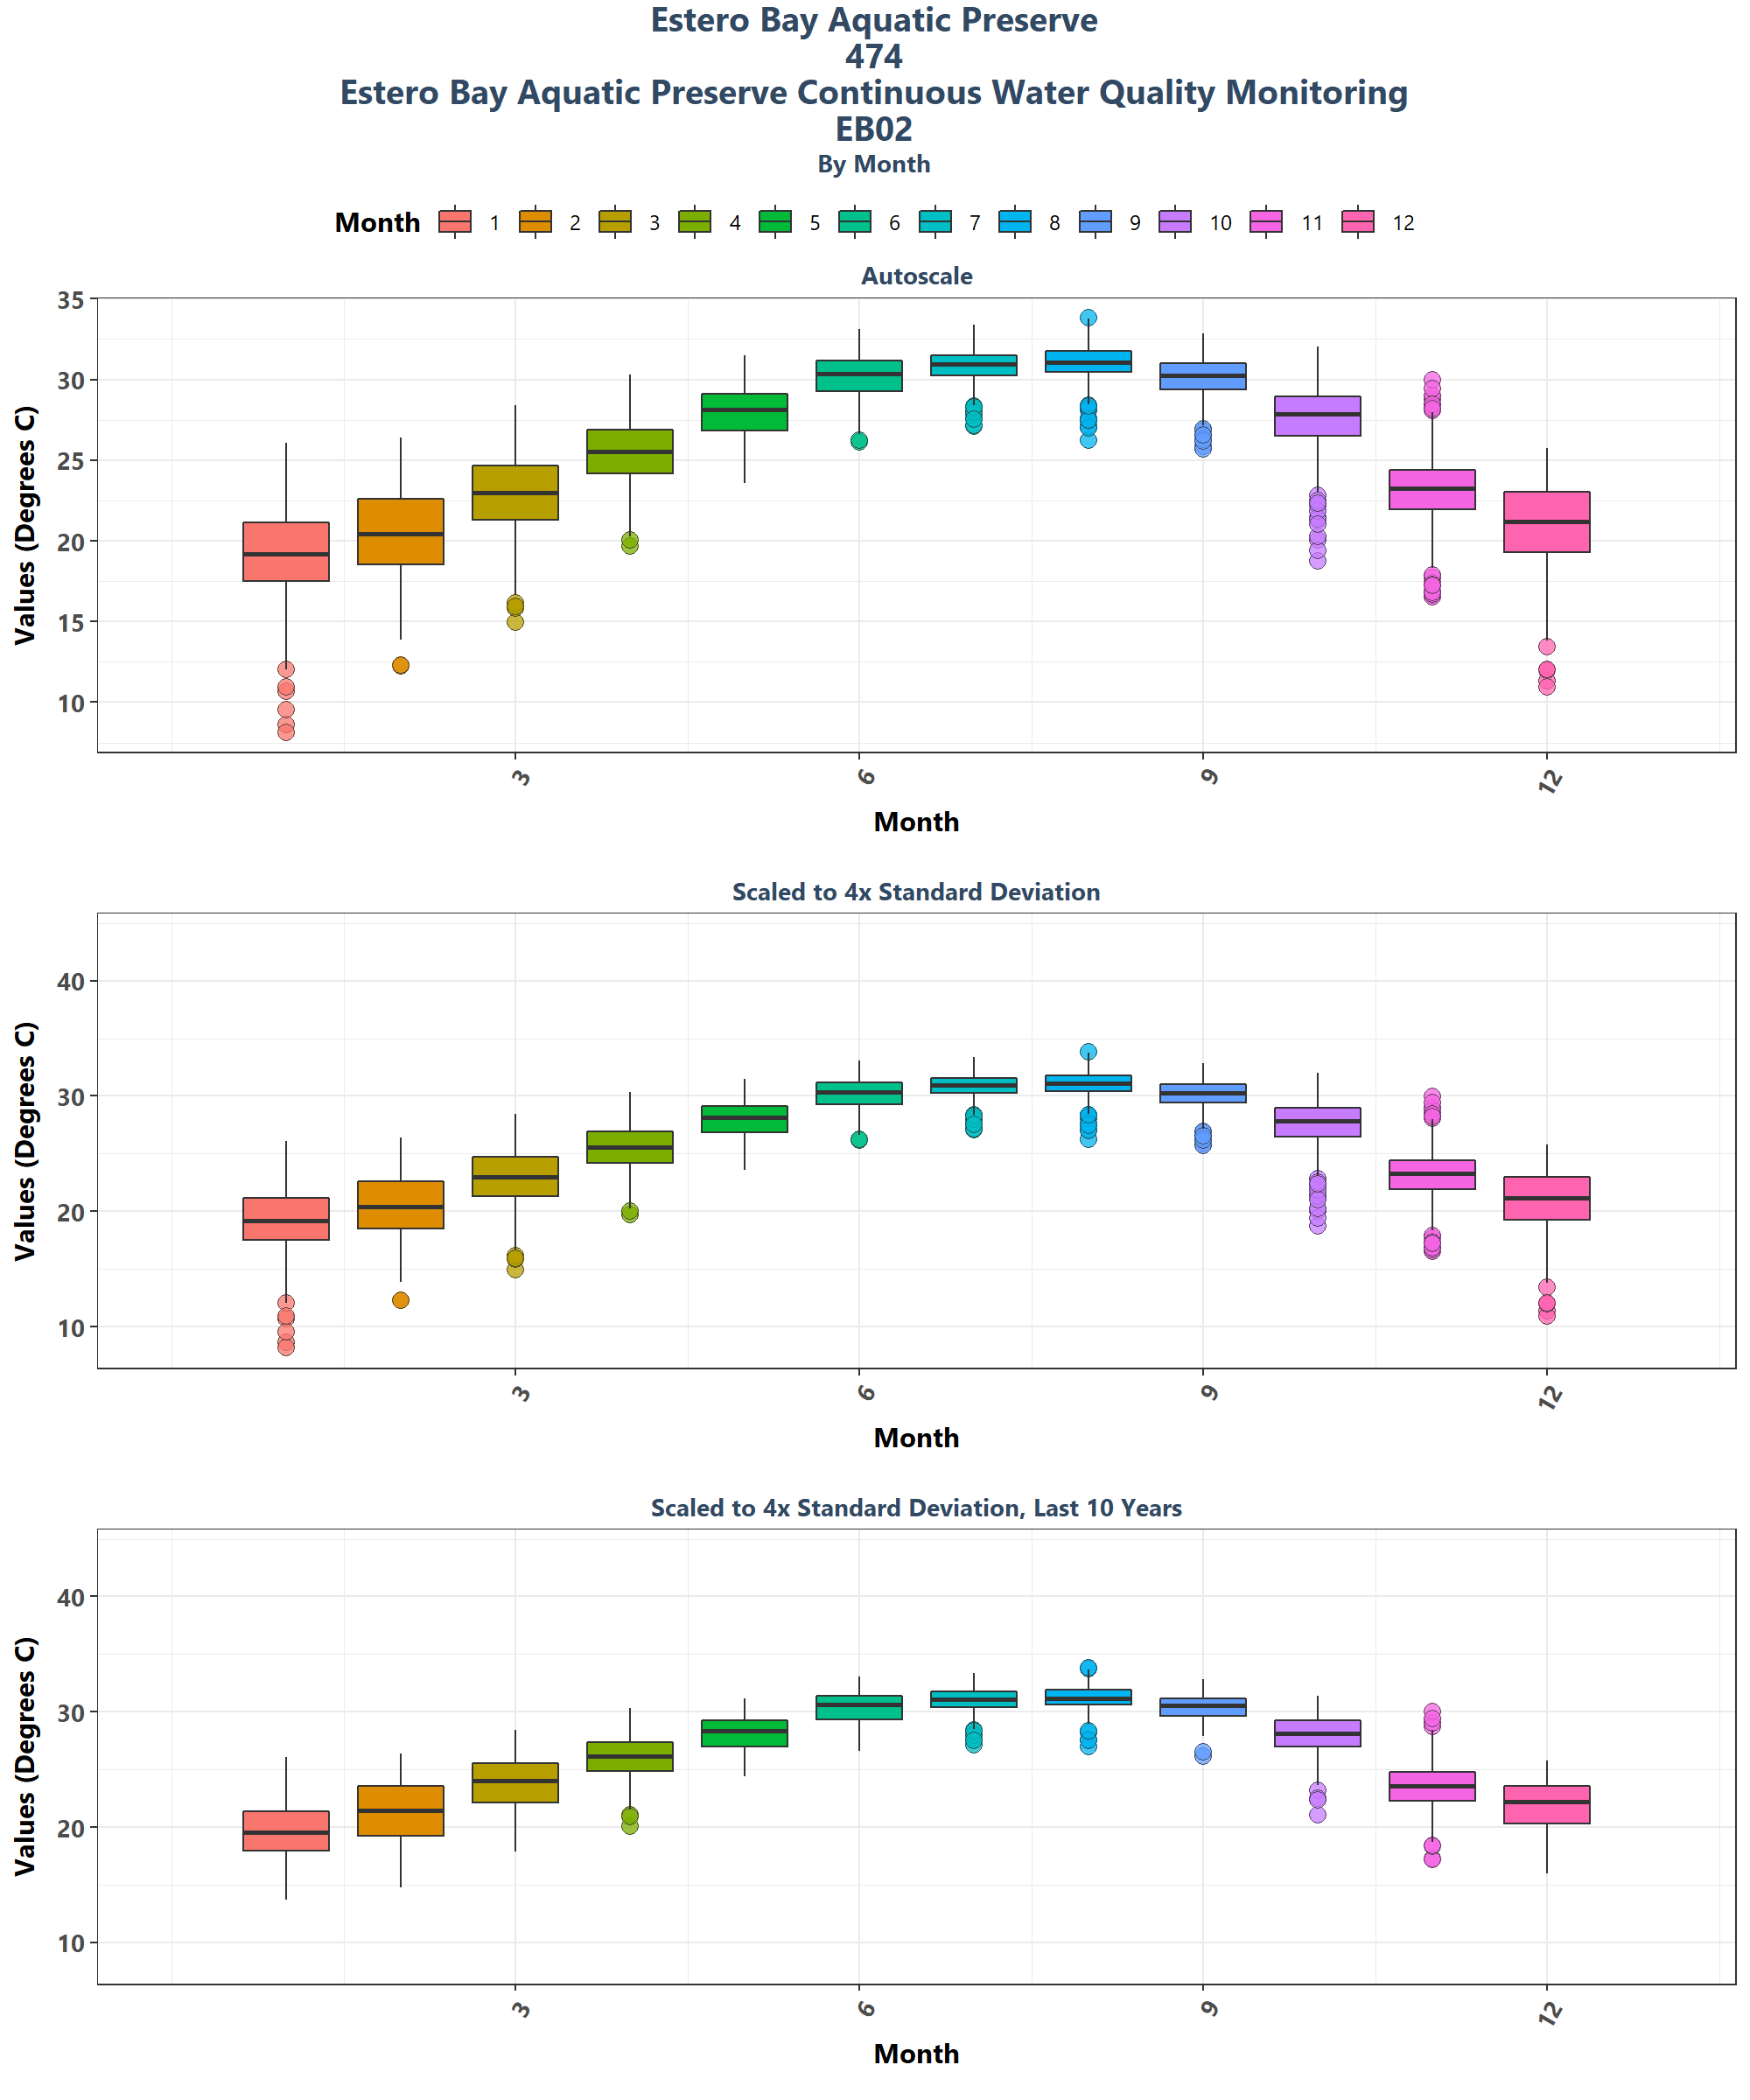 Estero Bay Aquatic Preserve
474
Estero Bay Aquatic Preserve Continuous Water Quality Monitoring
EB02
By Month
Month 1 2 3 4 5 6 7 8 9 10 11 12
Autoscale
35
30
25
20
15
10
Values (Degrees C)
3 6 9 12
Month
Scaled to 4x Standard Deviation
40
30
20
10
Values (Degrees C)
3 6 9 12
Month
Scaled to 4x Standard Deviation, Last 10 Years
40
30
20
10
Values (Degrees C)
3 6 9 12
Month